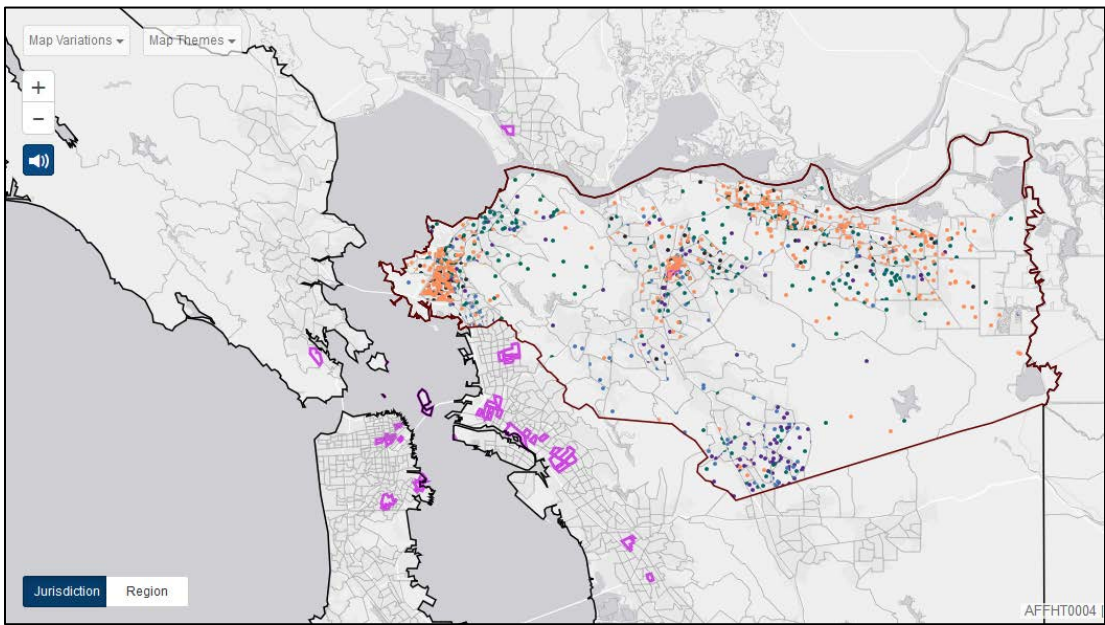 Map Variations
Map Themes
+
−
Jurisdiction
Region
AFFHT0004 |